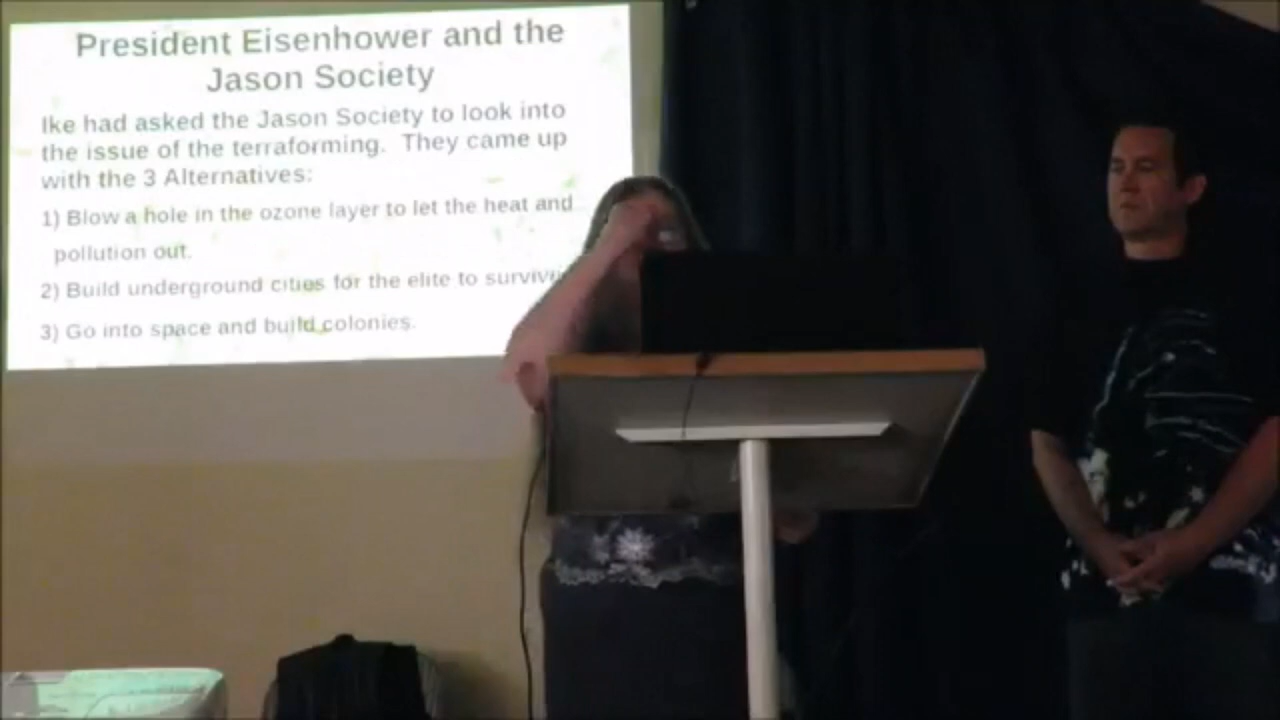 President Eisenhower and the
Jason Society
Ike had asked the Jason Society to look into
the issue of the terraforming. They came up
with the 3 Alternatives:
1) Blow a hole in the ozone layer to let the heat and
pollution out.
2) Build underground cities for the elite to
3) Go into space and build colonies.